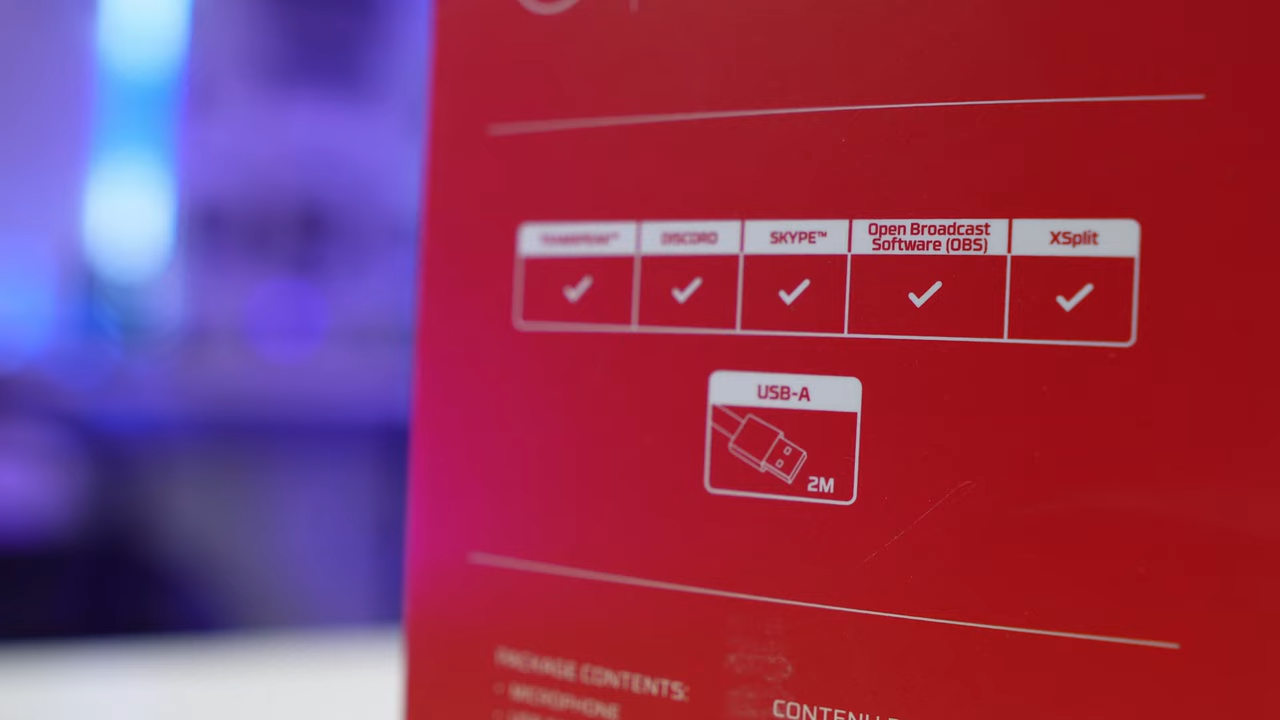 DISCORD
SKYPE™
Open Broadcast
Software (OBS)
XSplit
USB-A
2M
PACKAGE CONTENTS:
• MICROPHONE
CONTENU